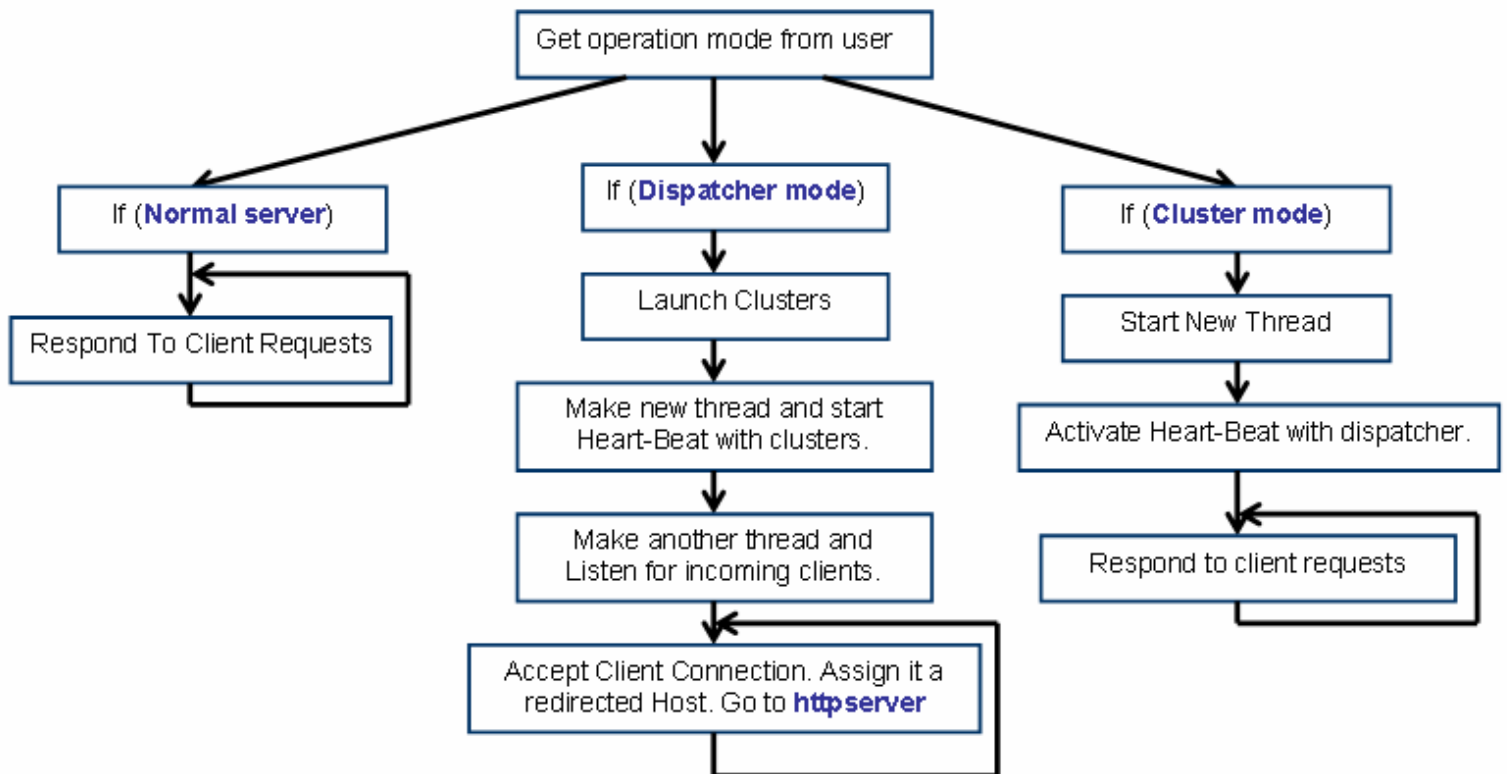 Get operation mode from user
If (Normal server)
Respond To Client Requests
If (Dispatcher mode)
Launch Clusters
Make new thread and start
Heart-Beat with clusters.
Make another thread and
Listen for incoming clients.
Accept Client Connection. Assign it a
redirected Host. Go to httpserver
If (Cluster mode)
Start New Thread
Activate Heart-Beat with dispatcher.
Respond to client requests